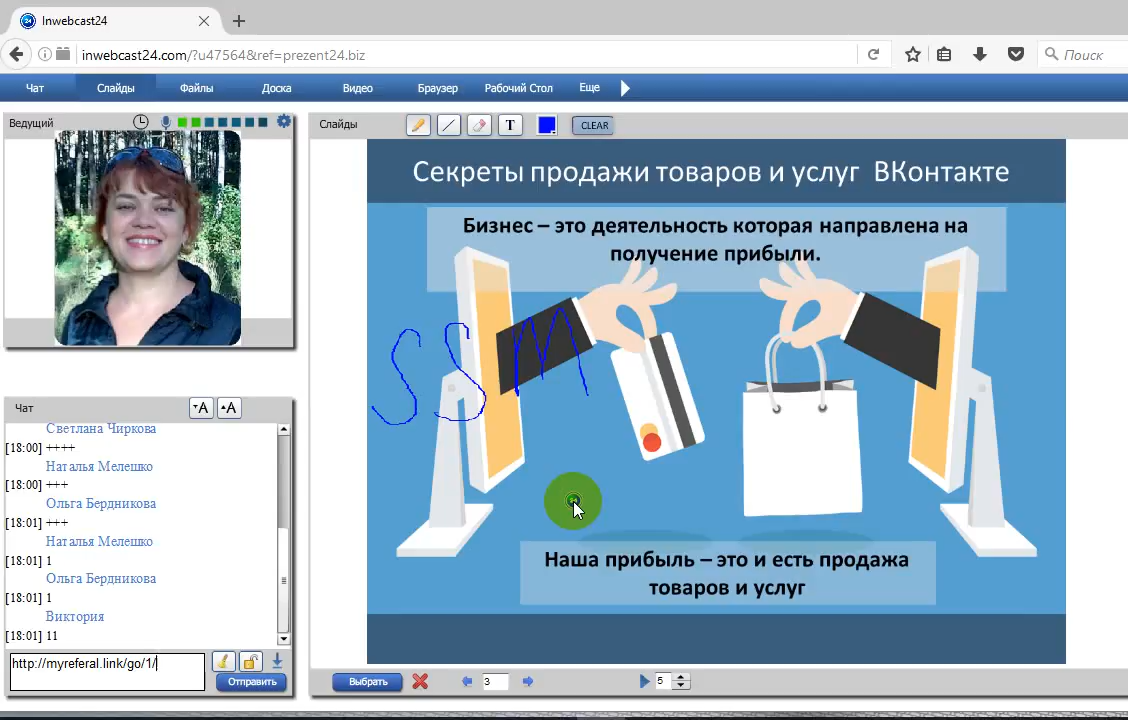 Inwebcast24
inwebcast24.com/?u47564&ref=prezent24.biz
Поиск
Чат
Слайды
Файлы
Доска
Видео
Браузер
Рабочий Стол
Еще
Ведущий
Слайды
T
CLEAR
Секреты продажи товаров и услуг ВКонтакте
Бизнес – это деятельность которая направлена на
получение прибыли.
SSM
Наша прибыль – это и есть продажа
товаров и услуг
Чат
▾A
▴A
Светлана Чиркова
[18:00] ++++
Наталья Мелешко
[18:00] +++
Ольга Бердникова
[18:01] +++
Наталья Мелешко
[18:01] 1
Ольга Бердникова
[18:01] 1
Виктория
[18:01] 11
http://myreferal.link/go/1/
Отправить
Выбрать
3
5